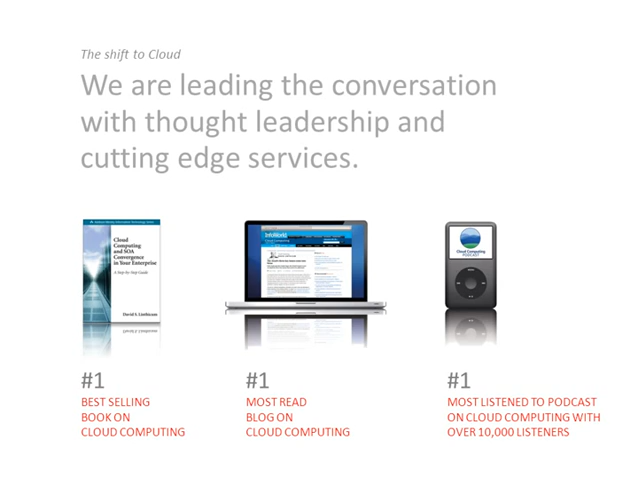 The shift to Cloud
We are leading the conversation
with thought leadership and
cutting edge services.
Cloud
Computing
and SOA
Convergence
in Your Enterprise
A Step-by-Step Guide
David S. Linthicum
InfoWorld
Cloud Computing
Cloud Computing
PODCAST
#1
BEST SELLING
BOOK ON
CLOUD COMPUTING
#1
MOST READ
BLOG ON
CLOUD COMPUTING
#1
MOST LISTENED TO PODCAST
ON CLOUD COMPUTING WITH
OVER 10,000 LISTENERS